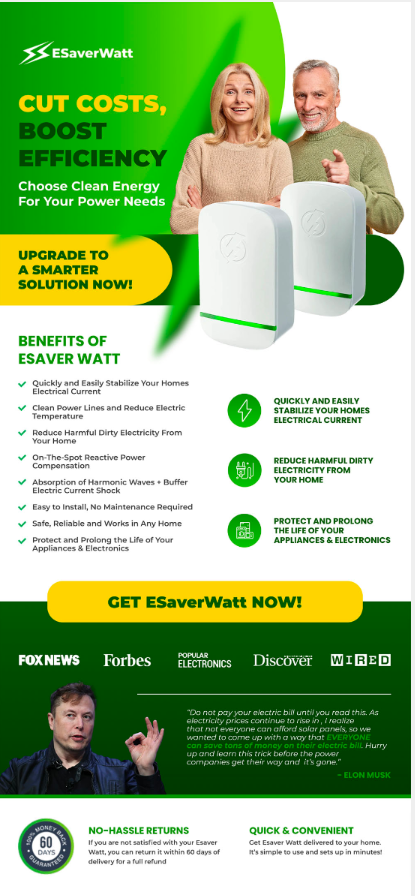 ESaverWatt
CUT COSTS,
BOOST
EFFICIENCY
Choose Clean Energy
For Your Power Needs
UPGRADE TO
A SMARTER
SOLUTION NOW!
BENEFITS OF
ESAVER WATT
Quickly and Easily Stabilize Your Homes
Electrical Current
Clean Power Lines and Reduce Electric
Temperature
Reduce Harmful Dirty Electricity From
Your Home
On-The-Spot Reactive Power
Compensation
Absorption of Harmonic Waves + Buffer
Electric Current Shock
Easy to Install, No Maintenance Required
Safe, Reliable and Works in Any Home
Protect and Prolong the Life of Your
Appliances & Electronics
QUICKLY AND EASILY
STABILIZE YOUR HOMES
ELECTRICAL CURRENT
REDUCE HARMFUL DIRTY
ELECTRICITY FROM
YOUR HOME
PROTECT AND PROLONG
THE LIFE OF YOUR
APPLIANCES & ELECTRONICS
GET ESaverWatt NOW!
FOX NEWS
Forbes
POPULAR
ELECTRONICS
Discover
WIRED
"Do not pay your electric bill until you read this. As
electricity prices continue to rise in , I realize
that not everyone can afford solar panels, so we
wanted to come up with a way that EVERYONE
can save tons of money on their electric bill. Hurry
up and learn this trick before the power
companies get their way and it's gone."
~ ELON MUSK
100% MONEY BACK
60
DAYS
GUARANTEED
NO-HASSLE RETURNS
If you are not satisfied with your Esaver
Watt, you can return it within 60 days of
delivery for a full refund
QUICK & CONVENIENT
Get Esaver Watt delivered to your home.
It's simple to use and sets up in minutes!